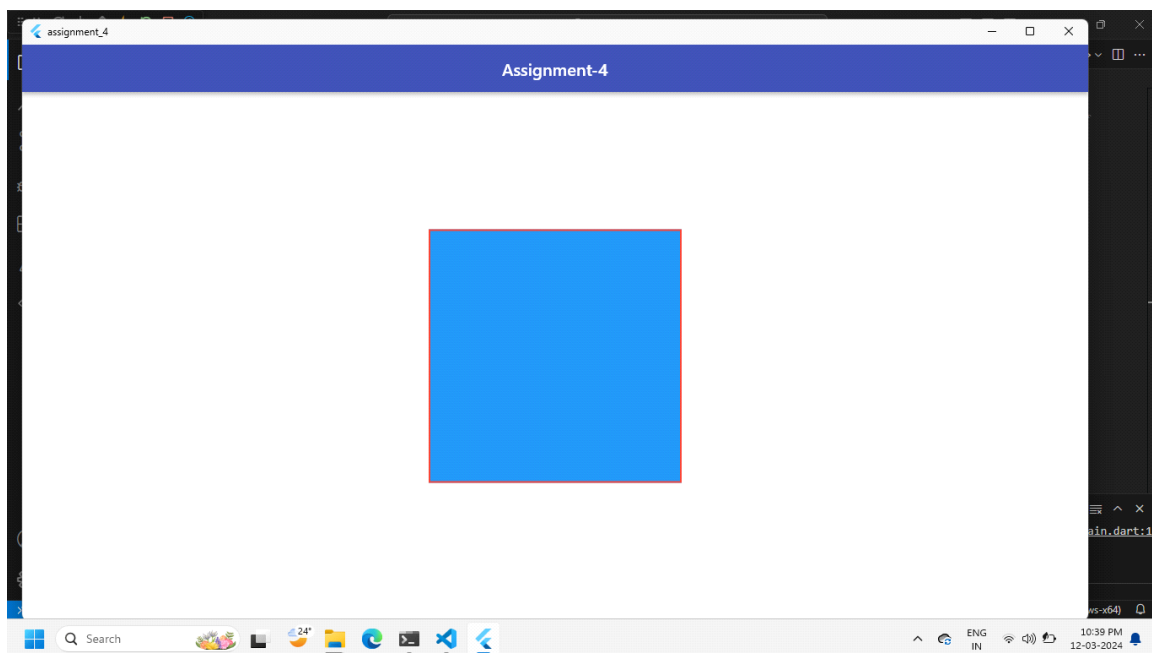 assignment_4
Assignment-4
ain.dart:1
ws-x64)
Search
24°
ENG
IN
10:39 PM
12-03-2024